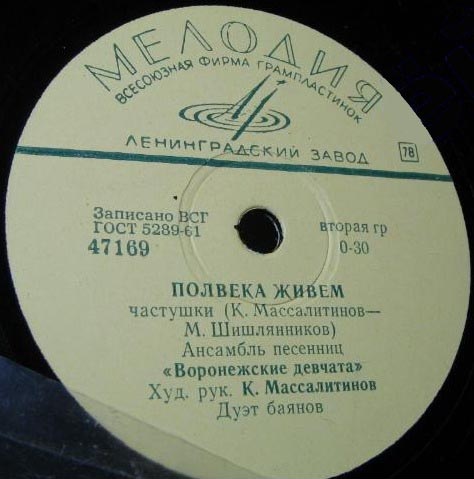 МЕЛОДИЯ
ВСЕСОЮЗНАЯ ФИРМА ГРАМПЛАСТИНОК
ЛЕНИНГРАДСКИЙ ЗАВОД
78
Записано ВСГ
ГОСТ 5289-61
47169
вторая гр
0-30
ПОЛВЕКА ЖИВЕМ
частушки (К. Массалитинов—
М. Шишлянников)
Ансамбль песенниц
«Воронежские девчата»
Худ. рук. К. Массалитинов
Дуэт баянов